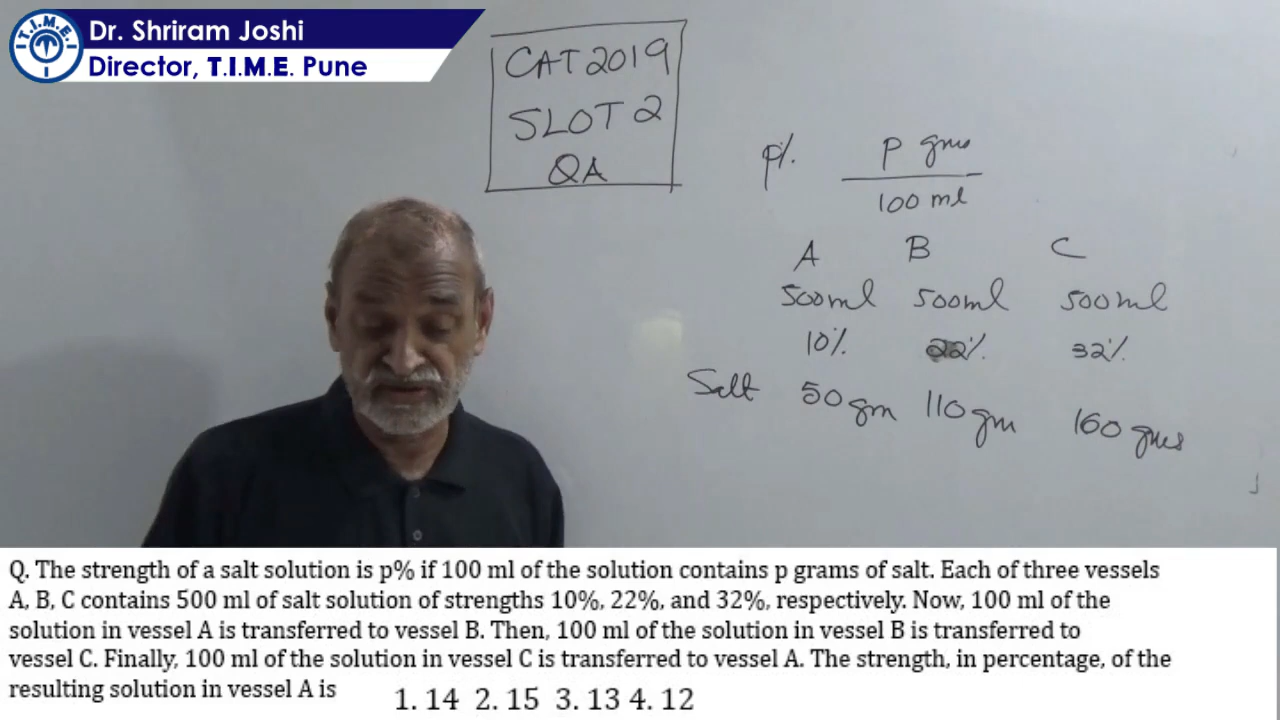 T.I.M.E.
Dr. Shriram Joshi
Director, T.I.M.E. Pune
CAT 2019
SLOT 2
QA
p% p gms
100 ml
A B C
500ml 500ml 500ml
10% 22% 32%
Salt 50gm 110gm 160gms
Q. The strength of a salt solution is p% if 100 ml of the solution contains p grams of salt. Each of three vessels
A, B, C contains 500 ml of salt solution of strengths 10%, 22%, and 32%, respectively. Now, 100 ml of the
solution in vessel A is transferred to vessel B. Then, 100 ml of the solution in vessel B is transferred to
vessel C. Finally, 100 ml of the solution in vessel C is transferred to vessel A. The strength, in percentage, of the
resulting solution in vessel A is 1. 14 2. 15 3. 13 4. 12